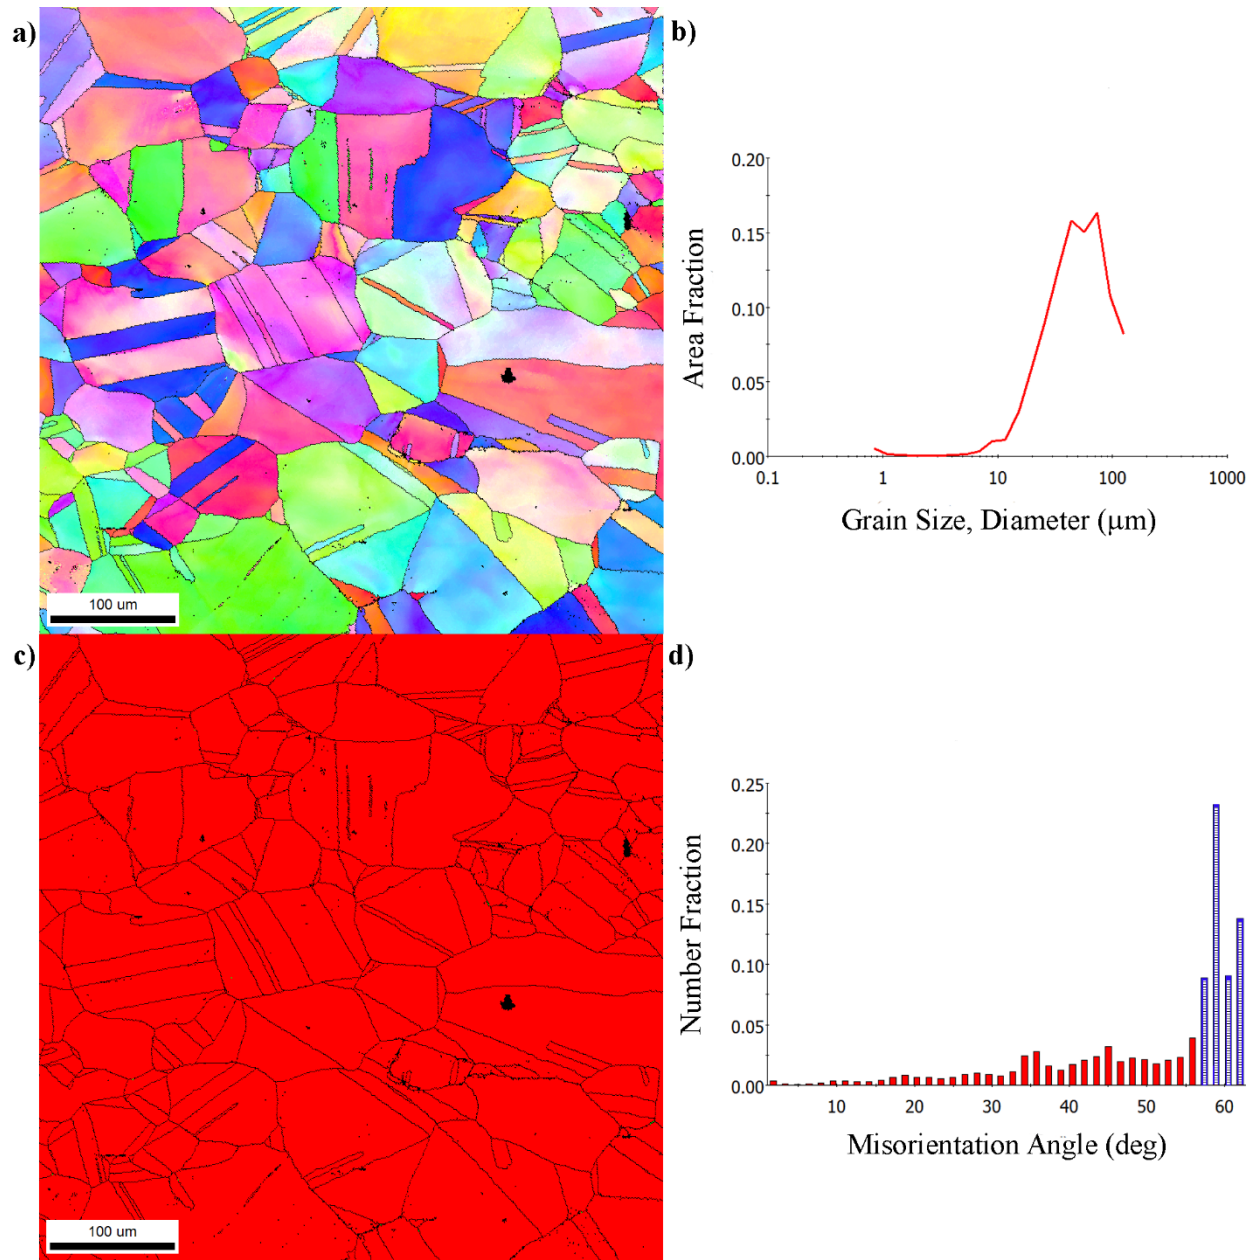 a)
100 um
b)
0.20
0.15
0.10
0.05
0.00
0.1 1 10 100 1000
Area Fraction
Grain Size, Diameter (μm)
c)
100 um
d)
0.25
0.20
0.15
0.10
0.05
0.00
10 20 30 40 50 60
Number Fraction
Misorientation Angle (deg)